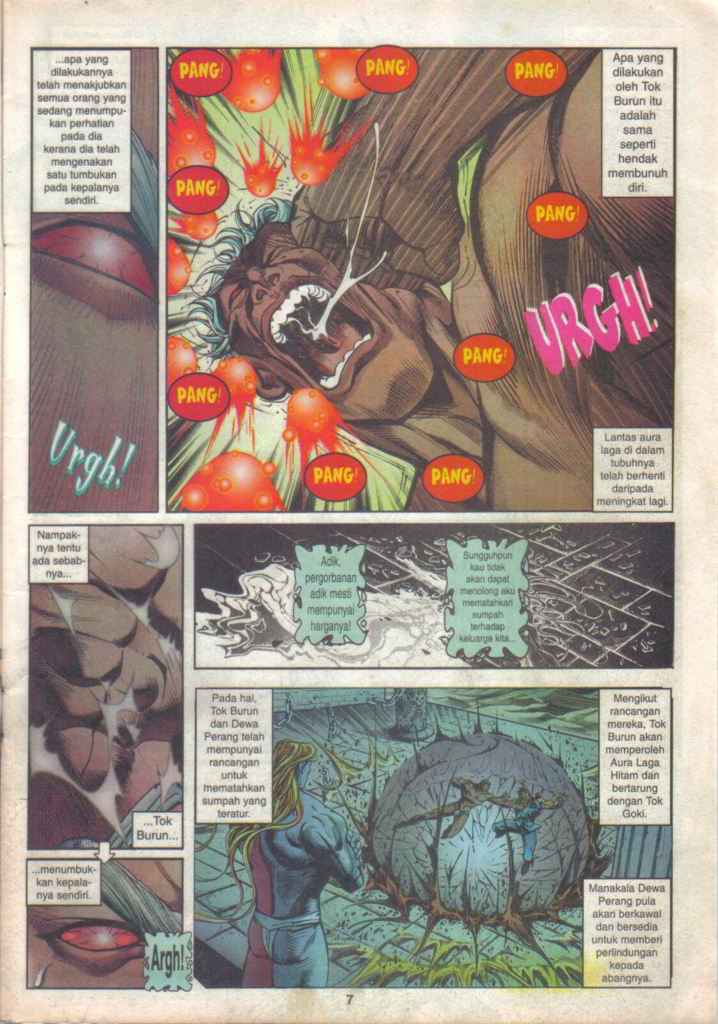 ...apa yang
dilakukannya
telah menakjubkan
semua orang yang
sedang menumpu-
kan perhatian
pada dia
kerana dia telah
mengenakan
satu tumbukan
pada kepalanya
sendiri.
Urgh!
PANG!
PANG!
PANG!
Apa yang
dilakukan
oleh Tok
Burun itu
adalah
sama
seperti
hendak
membunuh
diri.
PANG!
PANG!
URGH!
PANG!
PANG!
PANG!
PANG!
Lantas aura
laga di dalam
tubuhnya
telah berhenti
daripada
meningkat lagi.
Nampak-
nya tentu
ada sebab-
nya...
...Tok
Burun...
...menumbuk-
kan kepala-
nya sendiri.
Argh!
Adik,
pergorbanan
adik mesti
mempunyai
harganya!
Sungguhpun
kau tidak
akan dapat
menolong aku
mematahkan
sumpah
terhadap
keluarga kita...
Pada hal,
Tok Burun
dan Dewa
Perang telah
mempunyai
rancangan
untuk
mematahkan
sumpah yang
teratur.
Mengikut
rancangan
mereka, Tok
Burun akan
memperoleh
Aura Laga
Hitam dan
bertarung
dengan Tok
Goki.
Manakala Dewa
Perang pula
akan berkawal
dan bersedia
untuk memberi
perlindungan
kepada
abangnya.
7